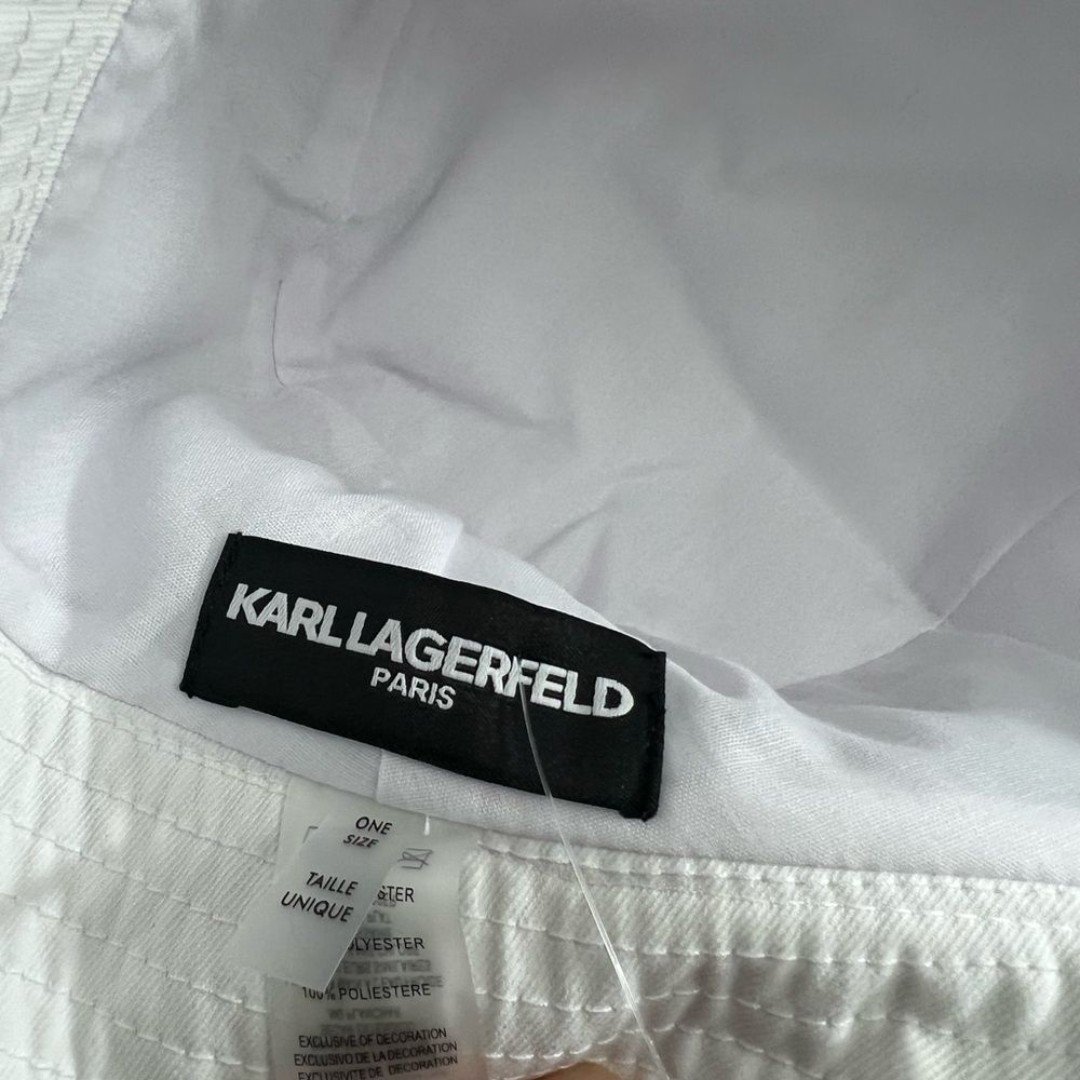 KARL LAGERFELD
PARIS
ONE
SIZE
TAILLE
UNIQUE
STER
LYESTER
100% POLIESTERE
EXCLUSIVE OF DECORATION
EXCLUSIVO DE LA DECORATION
EXCLUSIVITE DE DECORATION